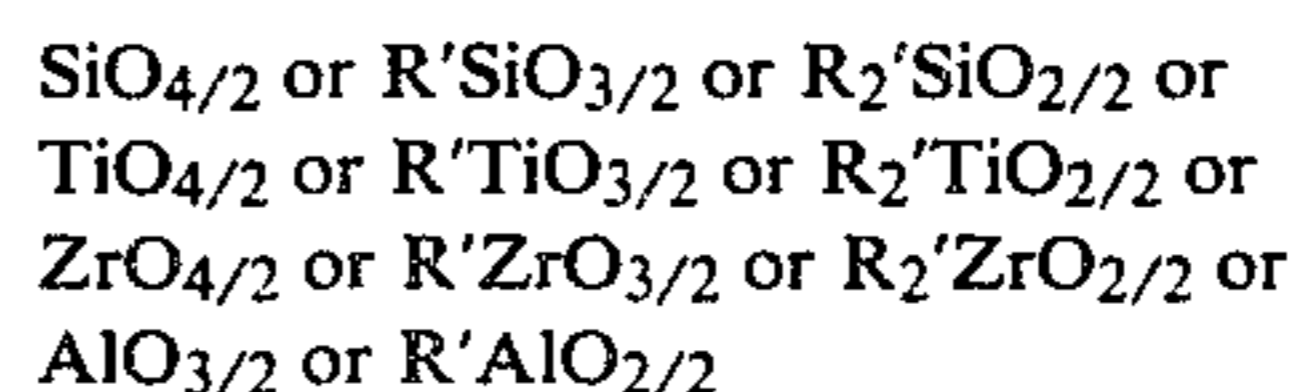 SiO4/2 or R'SiO3/2 or R2'SiO2/2 or
TiO4/2 or R'TiO3/2 or R2'TiO2/2 or
ZrO4/2 or R'ZrO3/2 or R2'ZrO2/2 or
AlO3/2 or R'AlO2/2